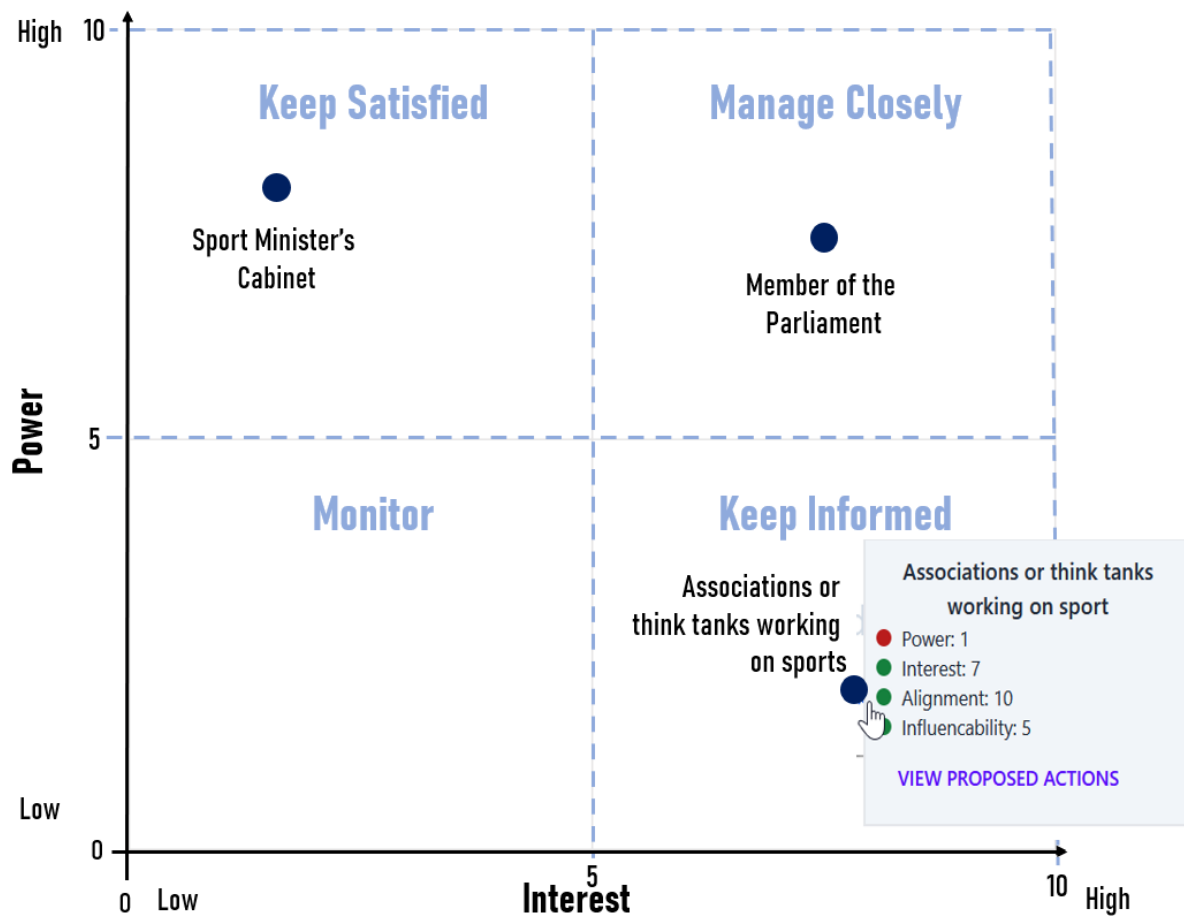 High
10
Keep Satisfied
Manage Closely
Sport Minister's
Cabinet
Member of the
Parliament
Power
5
Monitor
Keep Informed
Associations or
think tanks working
on sports
Associations or think tanks
working on sport
Power: 1
Interest: 7
Alignment: 10
Influencability: 5
VIEW PROPOSED ACTIONS
Low
0
0
Low
5
Interest
10
High